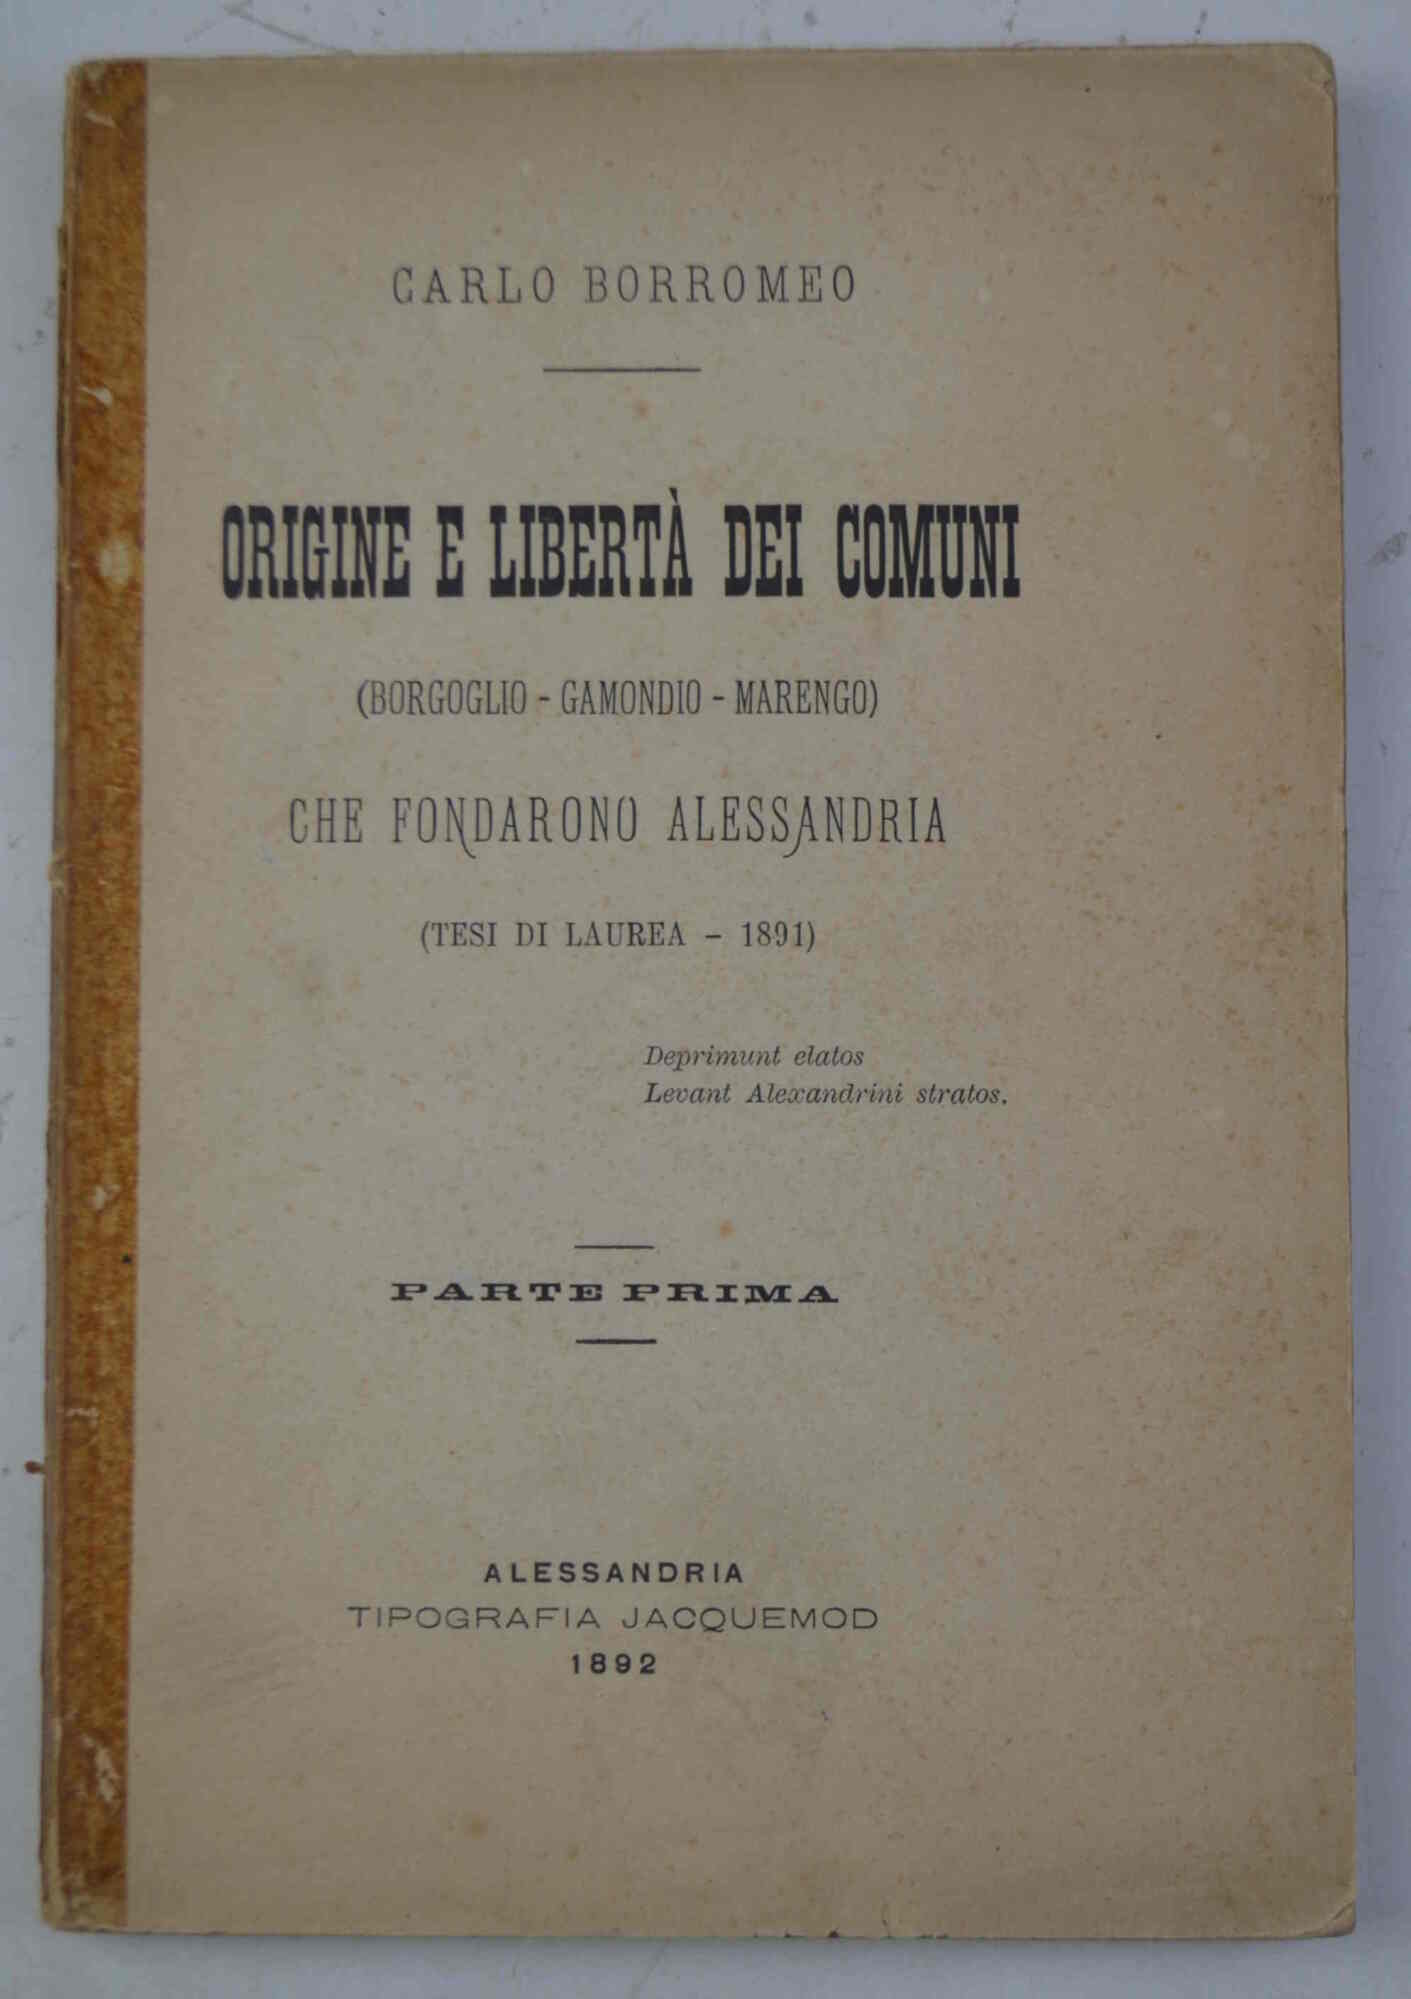 CARLO BORROMEO
ORIGINE E LIBERTÀ DEI COMUNI
(BORGOGLIO - GAMONDIO - MARENGO)
CHE FONDARONO ALESSANDRIA
(TESI DI LAUREA - 1891)
Deprimunt elatos
Levant Alexandrini stratos.
PARTE PRIMA
ALESSANDRIA
TIPOGRAFIA JACQUEMOD
1892